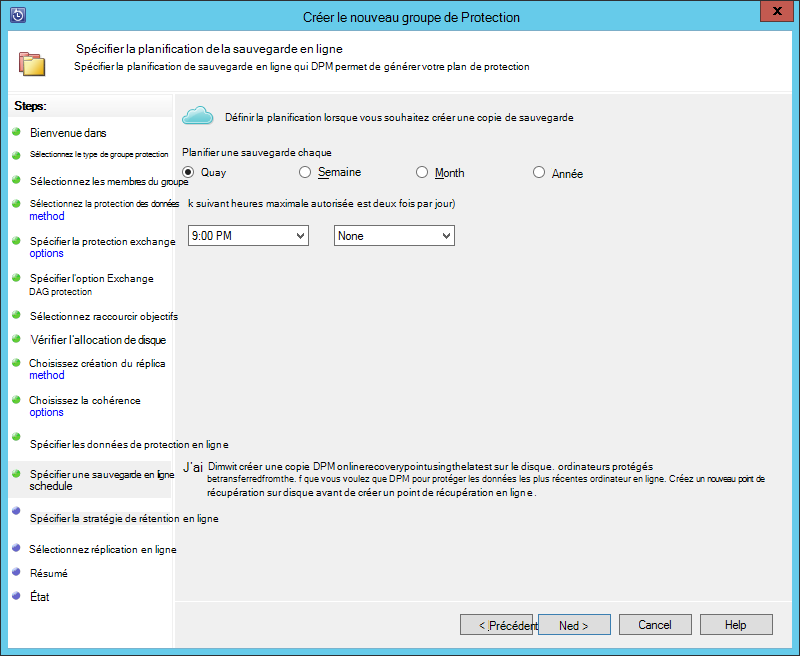 Créer le nouveau groupe de Protection
x
Spécifier la planification de la sauvegarde en ligne
Spécifier la planification de sauvegarde en ligne qui DPM permet de générer votre plan de protection
Steps:
Bienvenue dans
Sélectionnez le type de groupe protection
Sélectionnez les membres du groupe
Sélectionnez la protection des données
method
Spécifier la protection exchange
options
Spécifier l'option Exchange
DAG protection
Sélectionnez raccourcir objectifs
Vérifier l'allocation de disque
Choisissez création du réplica
method
Choisissez la cohérence
options
Spécifier les données de protection en ligne
Spécifier une sauvegarde en ligne
schedule
Spécifier la stratégie de rétention en ligne
Sélectionnez réplication en ligne
Résumé
État
Définir la planification lorsque vous souhaitez créer une copie de sauvegarde
Planifier une sauvegarde chaque
Quay
Semaine
Month
Année
k suivant heures maximale autorisée est deux fois par jour)
9:00 PM
None
J'ai Dimwit créer une copie DPM onlinerecoverypointusingthelatest sur le disque. ordinateurs protégés
betransferredfromthe. f que vous voulez que DPM pour protéger les données les plus récentes ordinateur en ligne. Créez un nouveau point de
récupération sur disque avant de créer un point de récupération en ligne.
< Précédent
Ned >
Cancel
Help